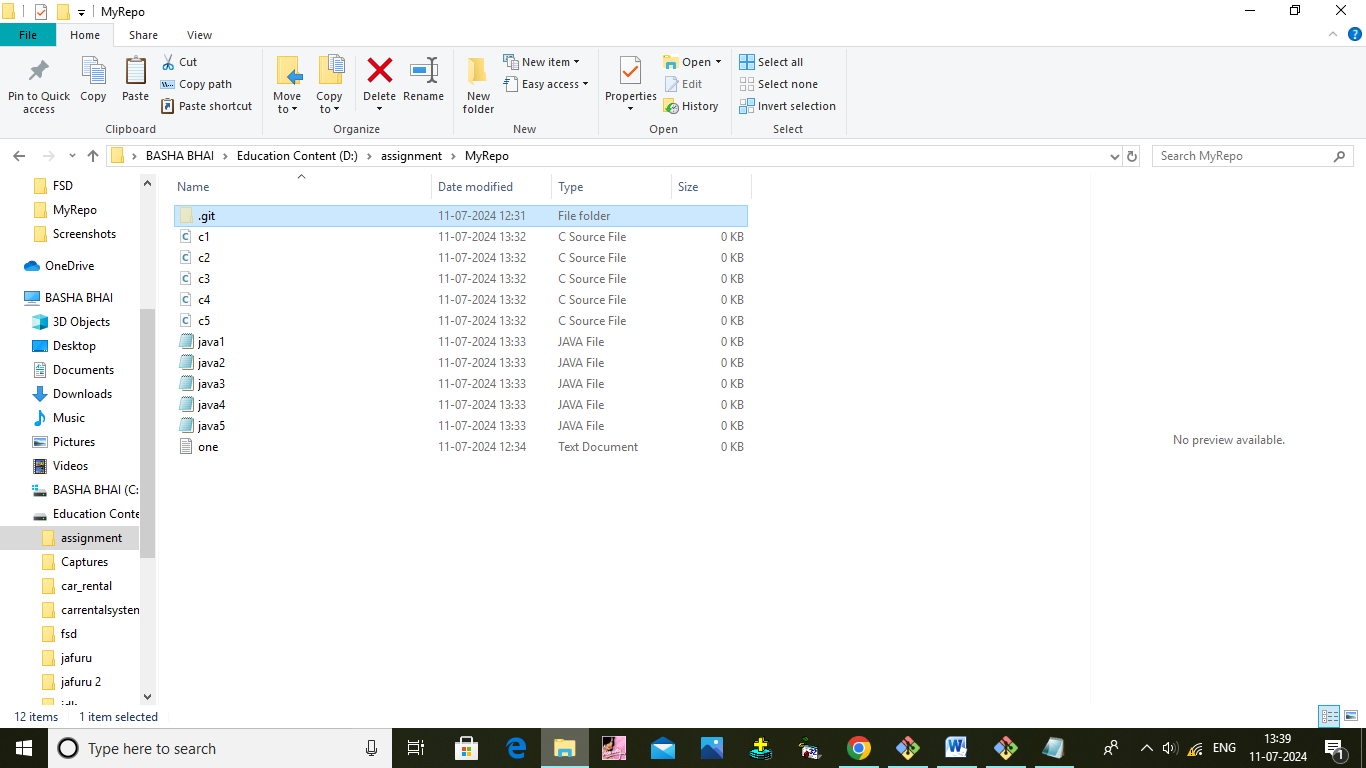 MyRepo
File Home Share View
Pin to Quick access
Copy
Paste
Cut
Copy path
Paste shortcut
Clipboard
Move to
Copy to
Delete
Rename
Organize
New folder
New item
Easy access
New
Properties
Open
Edit
History
Open
Select all
Select none
Invert selection
Select
BASHA BHAI > Education Content (D:) > assignment > MyRepo
Search MyRepo
FSD
MyRepo
Screenshots
OneDrive
BASHA BHAI
3D Objects
Desktop
Documents
Downloads
Music
Pictures
Videos
BASHA BHAI (C:
Education Conte
assignment
Captures
car_rental
carrentalsystem
fsd
jafuru
jafuru 2
Name Date modified Type Size
.git 11-07-2024 12:31 File folder
c1 11-07-2024 13:32 C Source File 0 KB
c2 11-07-2024 13:32 C Source File 0 KB
c3 11-07-2024 13:32 C Source File 0 KB
c4 11-07-2024 13:32 C Source File 0 KB
c5 11-07-2024 13:32 C Source File 0 KB
java1 11-07-2024 13:33 JAVA File 0 KB
java2 11-07-2024 13:33 JAVA File 0 KB
java3 11-07-2024 13:33 JAVA File 0 KB
java4 11-07-2024 13:33 JAVA File 0 KB
java5 11-07-2024 13:33 JAVA File 0 KB
one 11-07-2024 12:34 Text Document 0 KB
No preview available.
12 items 1 item selected
Type here to search
ENG
13:39
11-07-2024
1